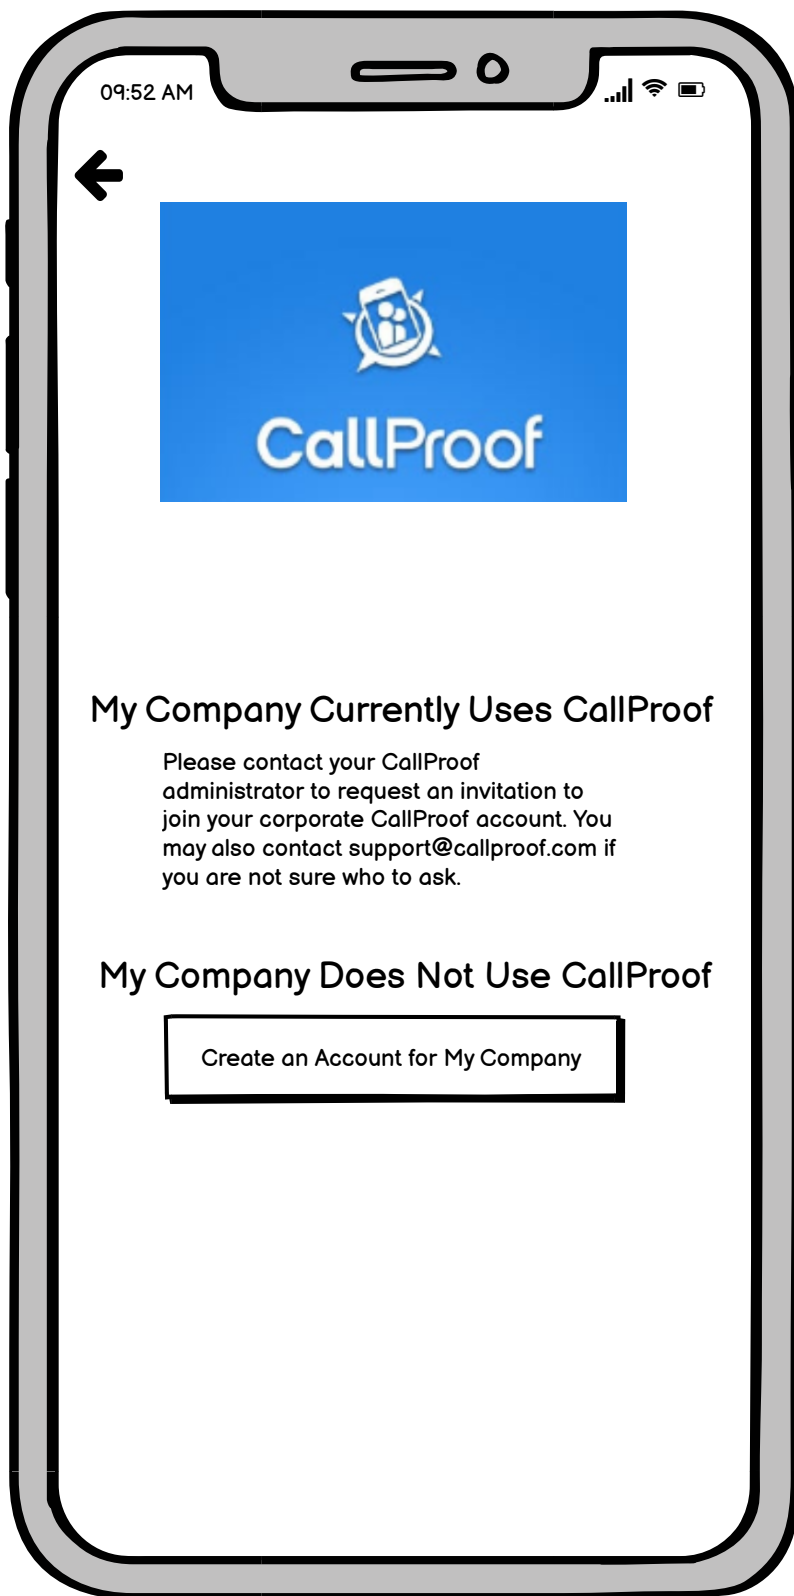 09:52 AM
CallProof
My Company Currently Uses CallProof
Please contact your CallProof
administrator to request an invitation to
join your corporate CallProof account. You
may also contact support@callproof.com if
you are not sure who to ask.
My Company Does Not Use CallProof
Create an Account for My Company